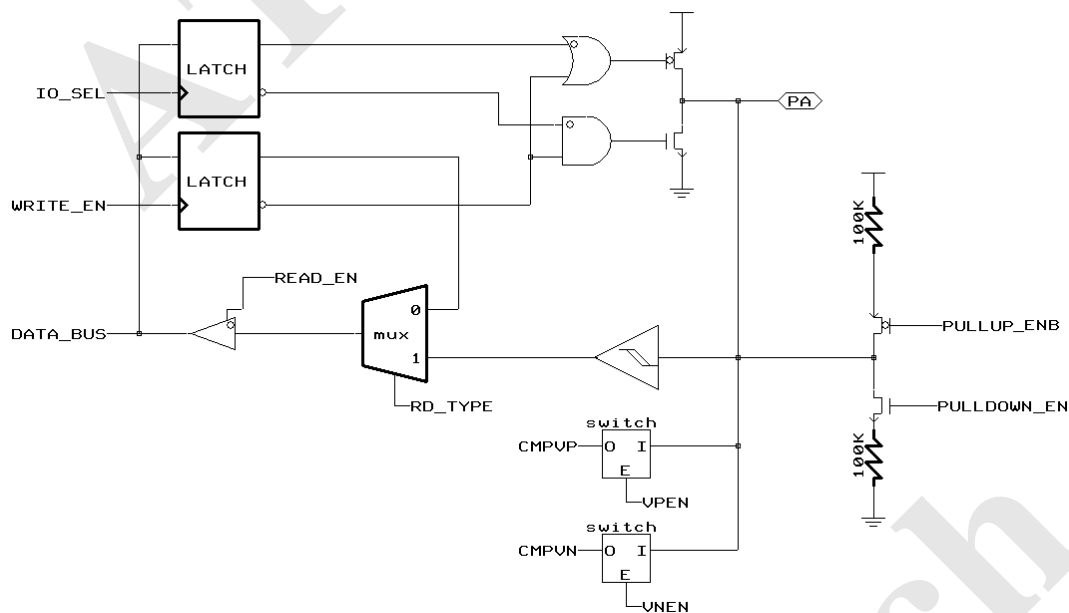 LATCH
IO_SEL
PA
LATCH
WRITE_EN
100K
READ_EN
0
DATA_BUS
mux
PULLUP_ENB
1
RD_TYPE
PULLDOWN_EN
switch
CMPVP O I
E
100K
VPEN
switch
CMPVN O I
E
VNEN